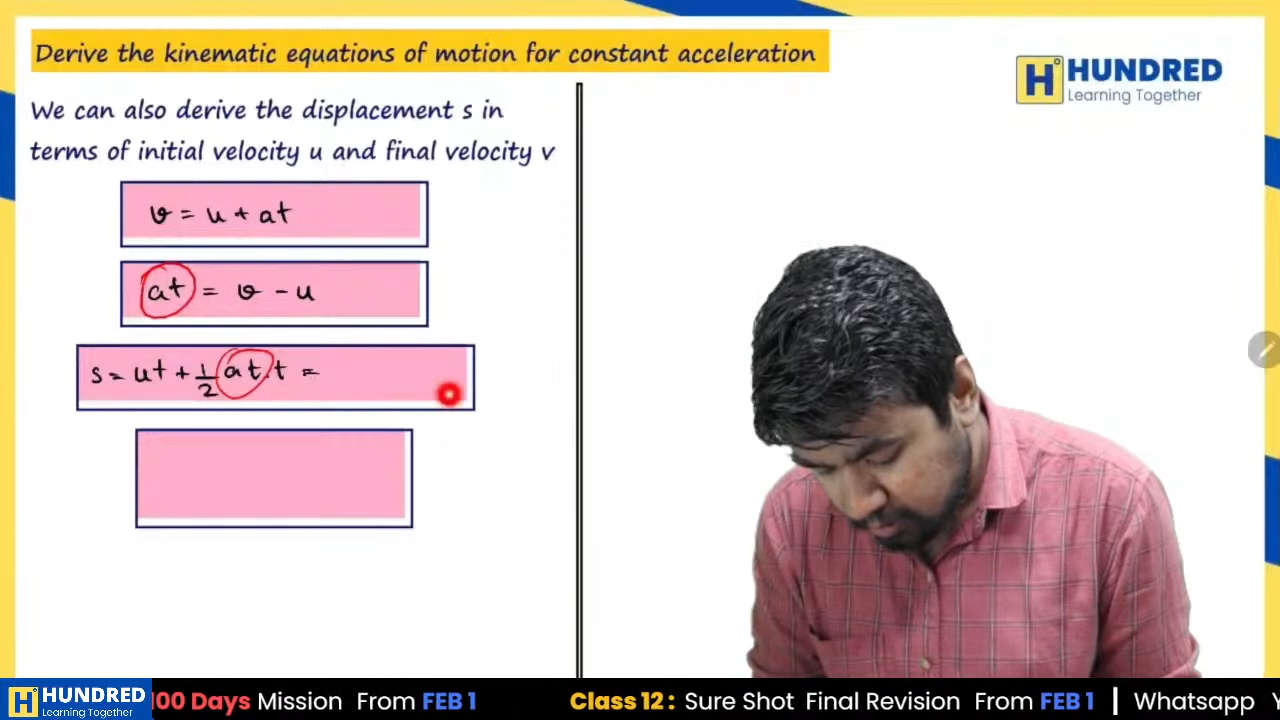 Derive the kinematic equations of motion for constant acceleration
HUNDRED
Learning Together
We can also derive the displacement s in
terms of initial velocity u and final velocity v
v = u + at
at = v - u
s = ut + 1/2 at.t =
HUNDRED
Learning Together
100 Days Mission From FEB 1 Class 12 : Sure Shot Final Revision From FEB 1 | Whatsapp Y